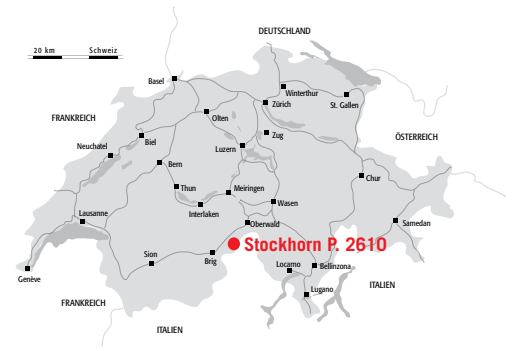 DEUTSCHLAND
20 km Schweiz
Basel
Winterthur
Zürich
St. Gallen
FRANKREICH
Olten
ÖSTERREICH
Zug
Biel
Neuchatel
Luzern
Bern
Chur
Thun
Meiringen
Wasen
Interlaken
Lausanne
Oberwald
Samedan
Stockhorn P. 2610
Sion
Brig
Locarno
Bellinzona
Genève
ITALIEN
Lugano
FRANKREICH
ITALIEN